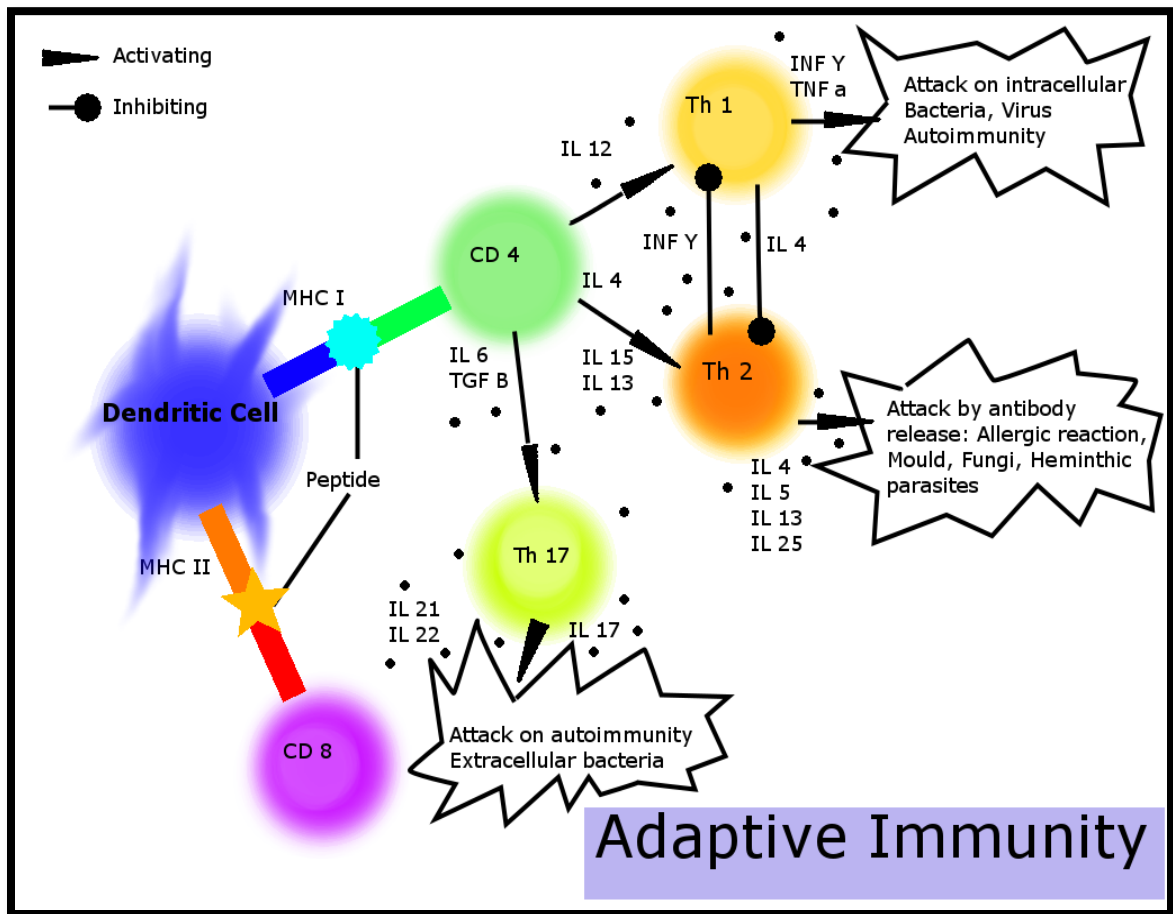 Activating
Inhibiting
INF Y
TNF a
Th 1
Attack on intracellular
Bacteria, Virus
Autoimmunity
IL 12
CD 4
INF Y
IL 4
IL 4
MHC I
IL 6
TGF B
IL 15
IL 13
Th 2
Dendritic Cell
Attack by antibody
release: Allergic reaction,
Mould, Fungi, Heminthic
parasites
Peptide
IL 4
IL 5
IL 13
IL 25
MHC II
Th 17
IL 21
IL 22
IL 17
Attack on autoimmunity
Extracellular bacteria
CD 8
Adaptive Immunity